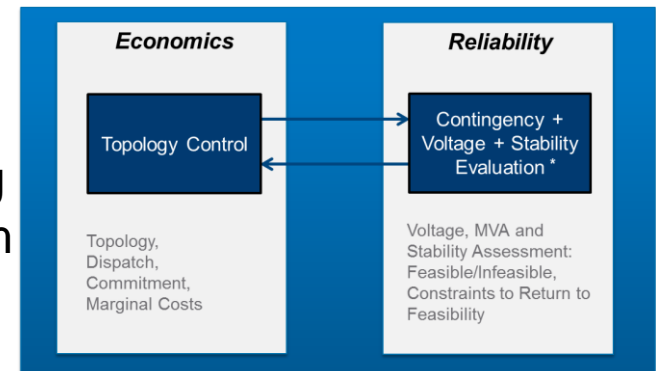 Economics
Topology Control
Topology,
Dispatch,
Commitment,
Marginal Costs
Reliability
Contingency +
Voltage + Stability
Evaluation *
Voltage, MVA and
Stability Assessment:
Feasible/Infeasible,
Constraints to Return to
Feasibility